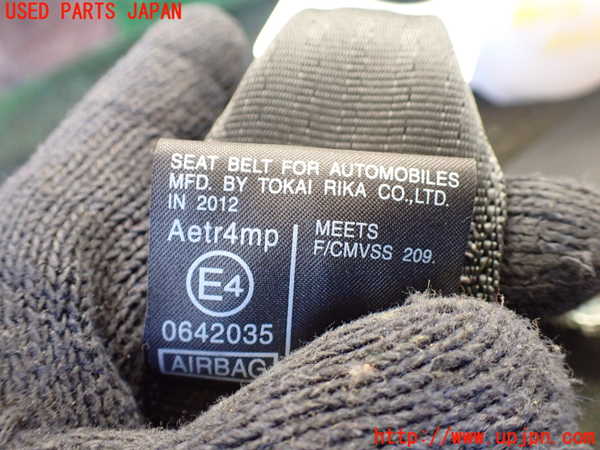 USED PARTS JAPAN
SEAT BELT FOR AUTOMOBILES
MFD. BY TOKAI RIKA CO.,LTD.
IN 2012
Aetr4mp
E4
0642035
AIRBAG
MEETS
F/CMVSS 209.
http://www.upjpn.com